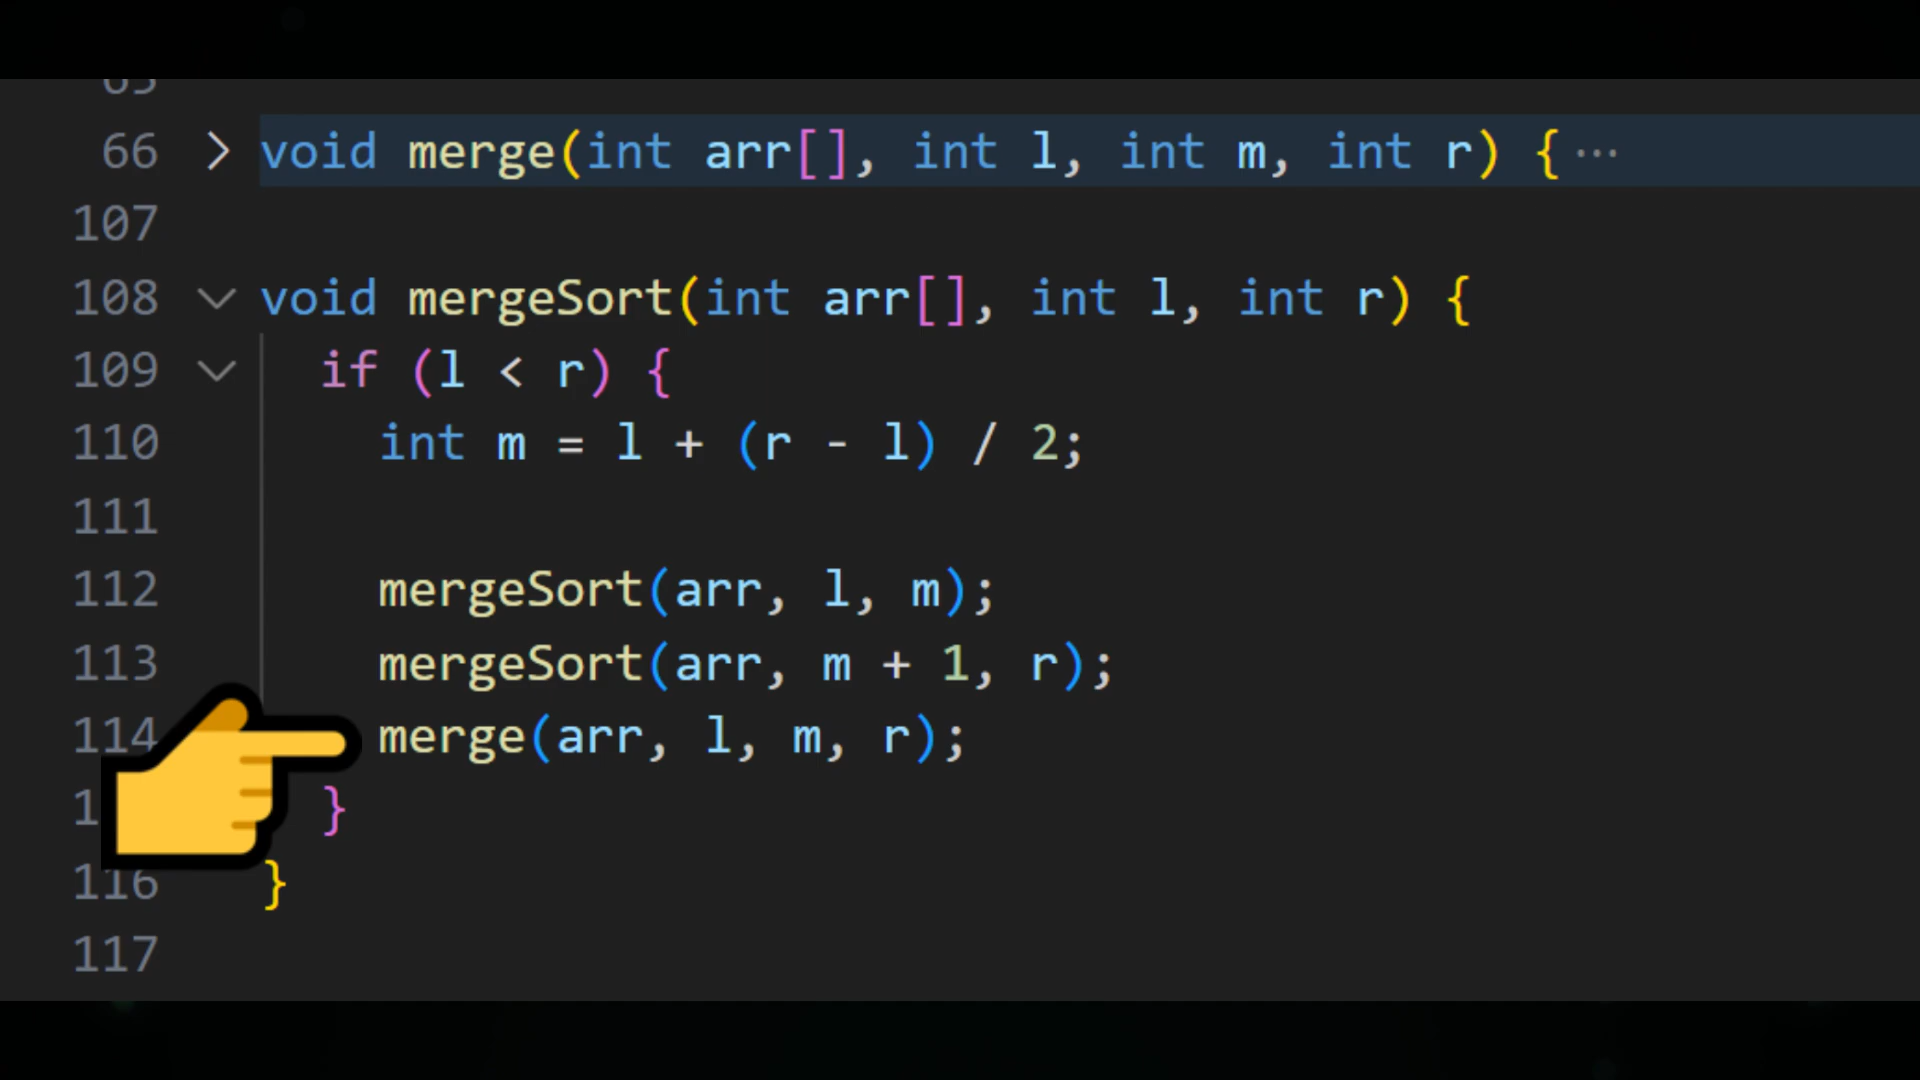 66 > void merge(int arr[], int l, int m, int r) {…
107
108 void mergeSort(int arr[], int l, int r) {
109 if (l < r) {
110 int m = l + (r - l) / 2;
111
112 mergeSort(arr, l, m);
113 mergeSort(arr, m + 1, r);
114 merge(arr, l, m, r);
}
116 }
117